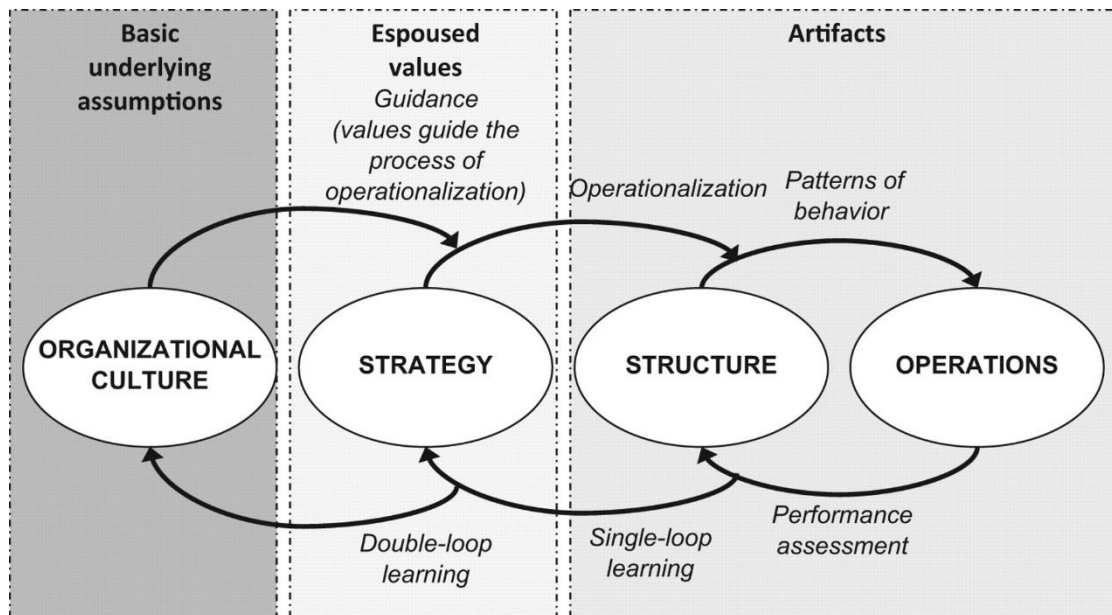 Basic
underlying
assumptions
Espoused
values
Guidance
(values guide the
process of
operationalization)
Artifacts
Operationalization
Patterns of
behavior
ORGANIZATIONAL
CULTURE
STRATEGY
STRUCTURE
OPERATIONS
Double-loop
learning
Single-loop
learning
Performance
assessment